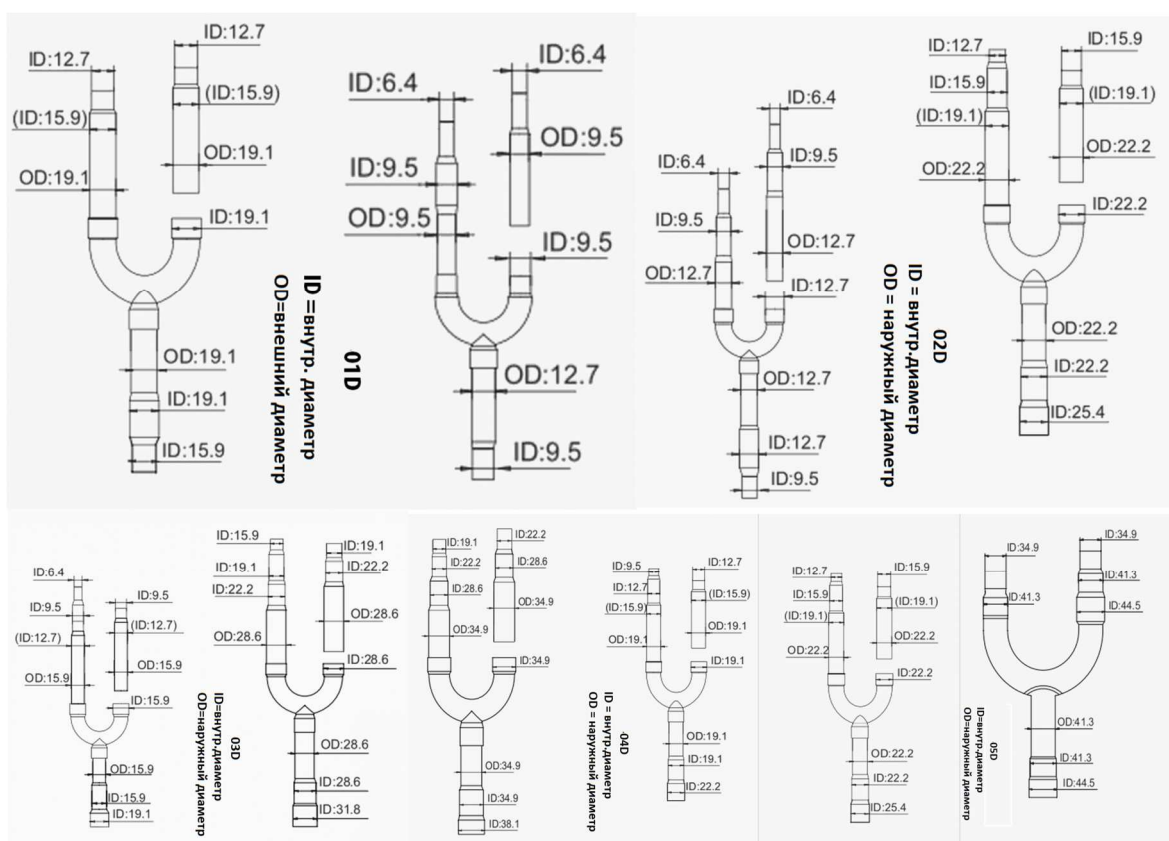 ID:12.7
ID:12.7
(ID:15.9)
(ID:15.9)
OD:19.1
OD:19.1
ID:19.1
OD:19.1
ID:19.1
ID:15.9
ID =внутр. диаметр
OD=внешний диаметр
01D
ID:6.4
ID:6.4
OD:9.5
ID:9.5
OD:9.5
ID:9.5
OD:12.7
ID:9.5
ID:6.4
ID:6.4
ID:9.5
ID:9.5
OD:12.7
OD:12.7
ID:12.7
OD:12.7
ID:12.7
ID:9.5
02D
ID = внутр.диаметр
OD = наружный диаметр
ID:12.7
ID:15.9
ID:15.9
(ID:19.1)
(ID:19.1)
OD:22.2
OD:22.2
ID:22.2
OD:22.2
ID:22.2
ID:25.4
ID:6.4
ID:9.5
ID:9.5
(ID:12.7)
(ID:12.7)
OD:15.9
OD:15.9
ID:15.9
OD:15.9
ID:15.9
ID:19.1
03D
ID=внутр.диаметр
OD=наружный диаметр
ID:15.9
ID:19.1
ID:19.1
ID:22.2
ID:22.2
OD:28.6
OD:28.6
ID:28.6
OD:28.6
ID:28.6
ID:31.8
ID:19.1
ID:22.2
ID:22.2
ID:28.6
ID:28.6
OD:34.9
OD:34.9
ID:34.9
OD:34.9
ID:34.9
ID:38.1
04D
ID = внутр.диаметр
OD = наружный диаметр
ID:9.5
ID:12.7
ID:12.7
(ID:15.9)
(ID:15.9)
OD:19.1
OD:19.1
ID:19.1
OD:19.1
ID:19.1
ID:22.2
ID:12.7
ID:15.9
ID:15.9
(ID:19.1)
(ID:19.1)
OD:22.2
OD:22.2
ID:22.2
OD:22.2
ID:22.2
ID:25.4
05D
ID=внутр.диаметр
OD=наружный диаметр
ID:34.9
ID:34.9
ID:41.3
ID:41.3
ID:44.5
OD:41.3
ID:41.3
ID:44.5